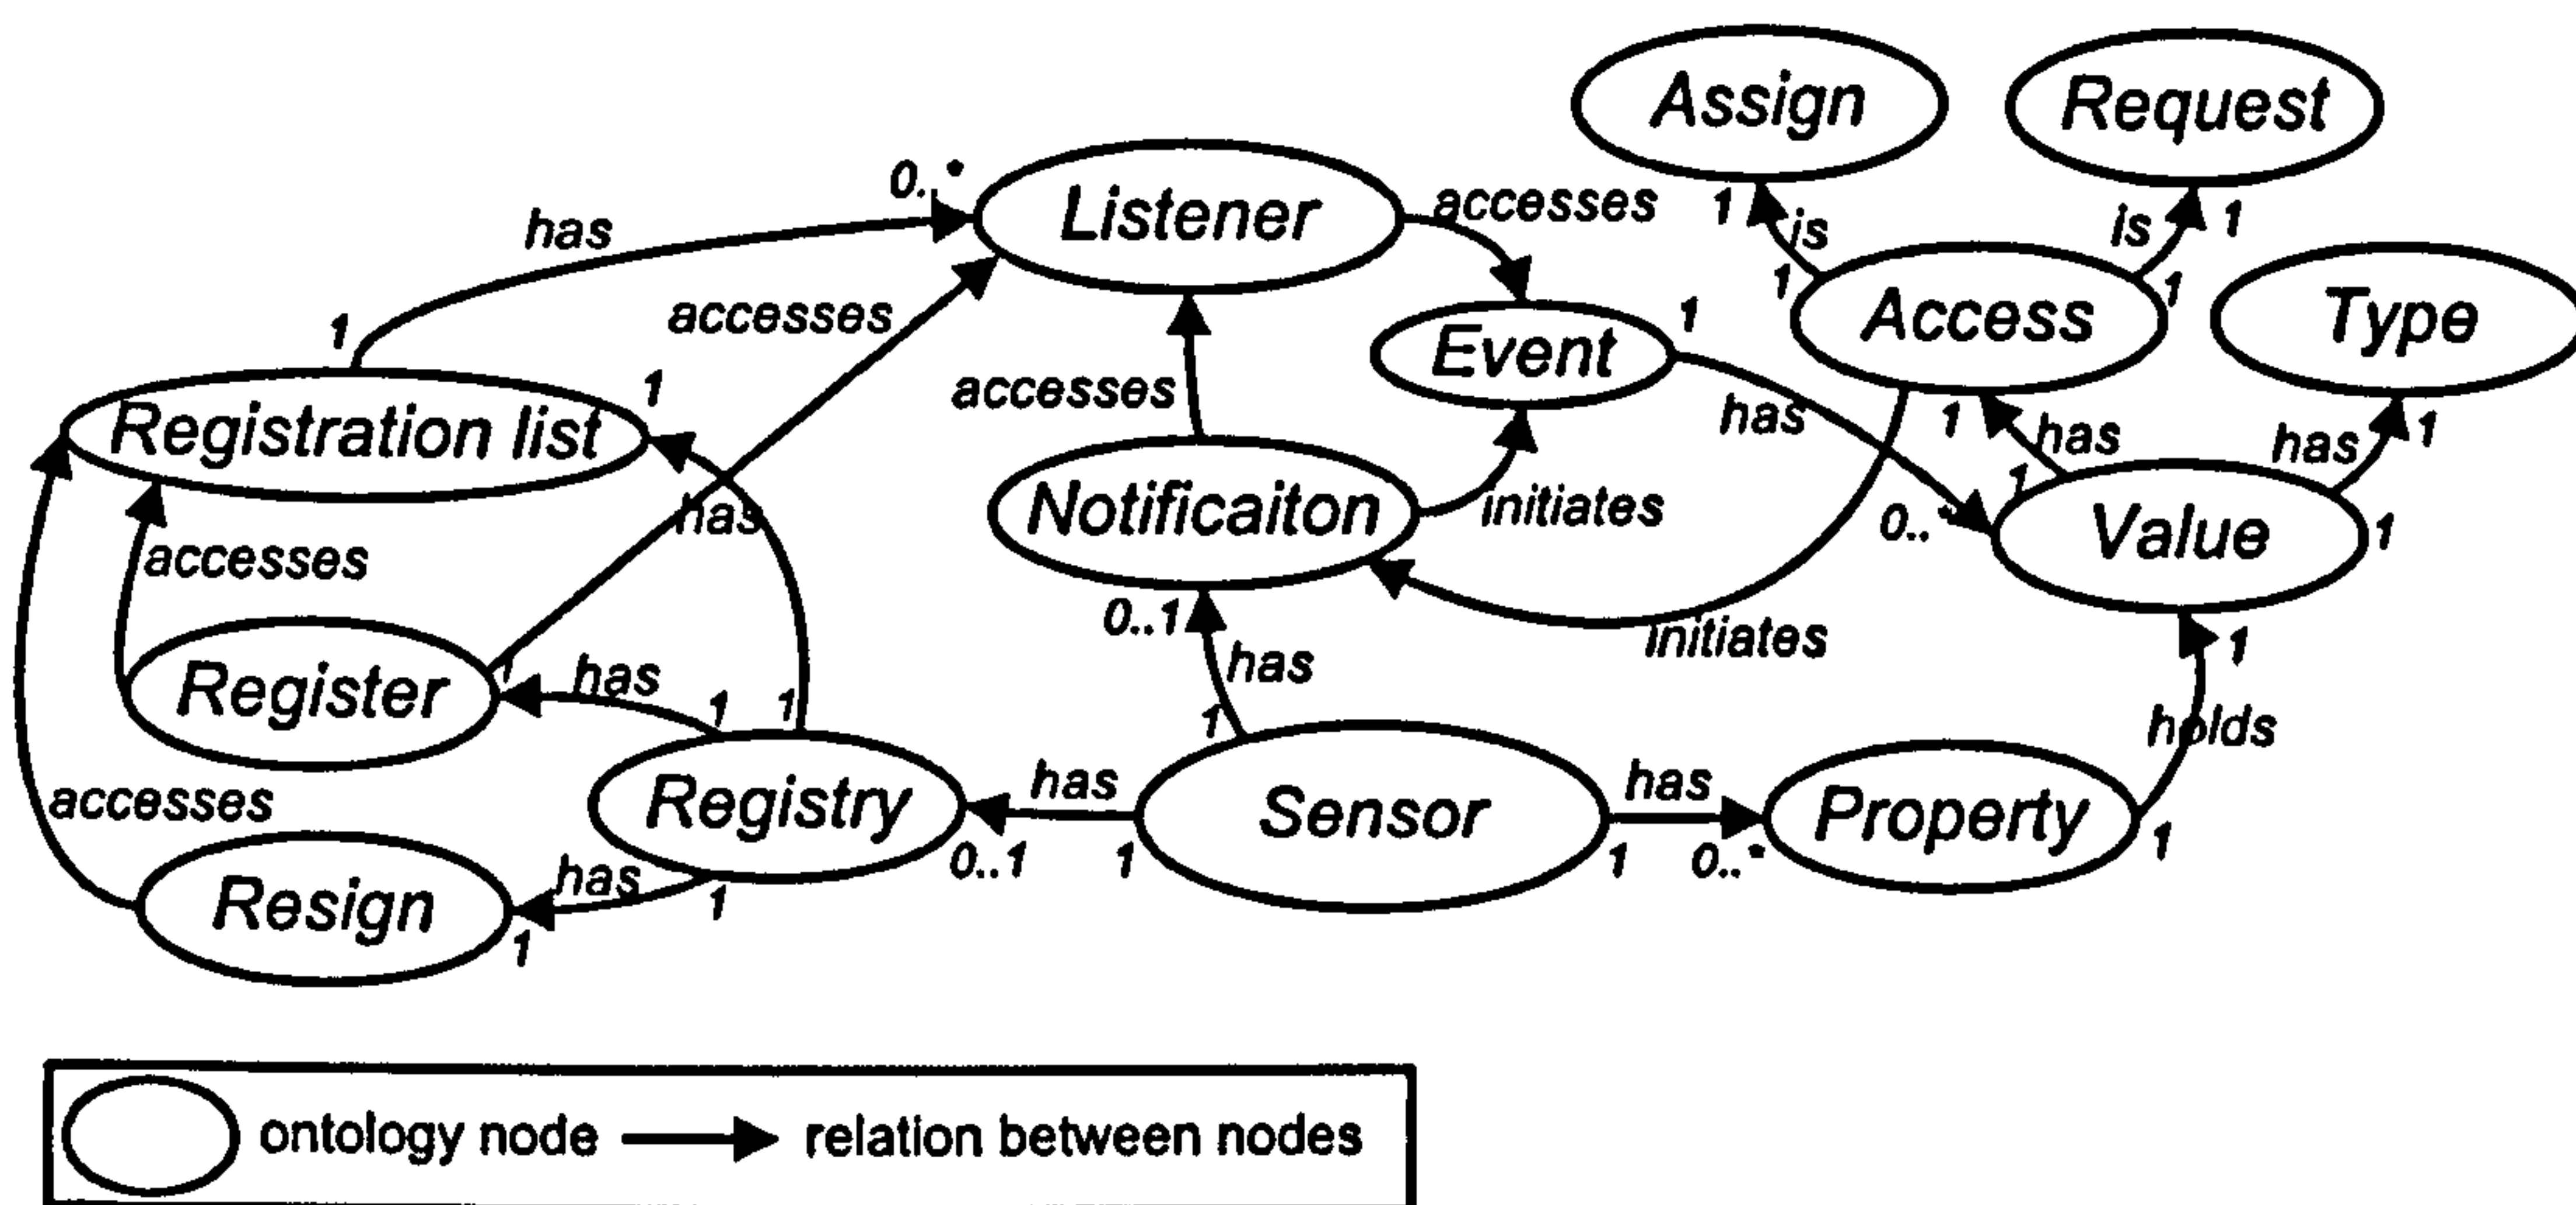 Assign
Request
0..*
Listener
accesses
1
is
is
1
has
1
1
accesses
1
Access
Type
1
Event
has
1
Registration list
accesses
has
1
has
has
1
has
Notificaiton
initiates
1
0..*
Value
1
1
accesses
0..1
initiates
1
Register
1
has
1
1
has
1
holds
accesses
Registry
has
Sensor
has
Property
has
0..1
1
1
0..*
1
Resign
1
1
ontology node
relation between nodes